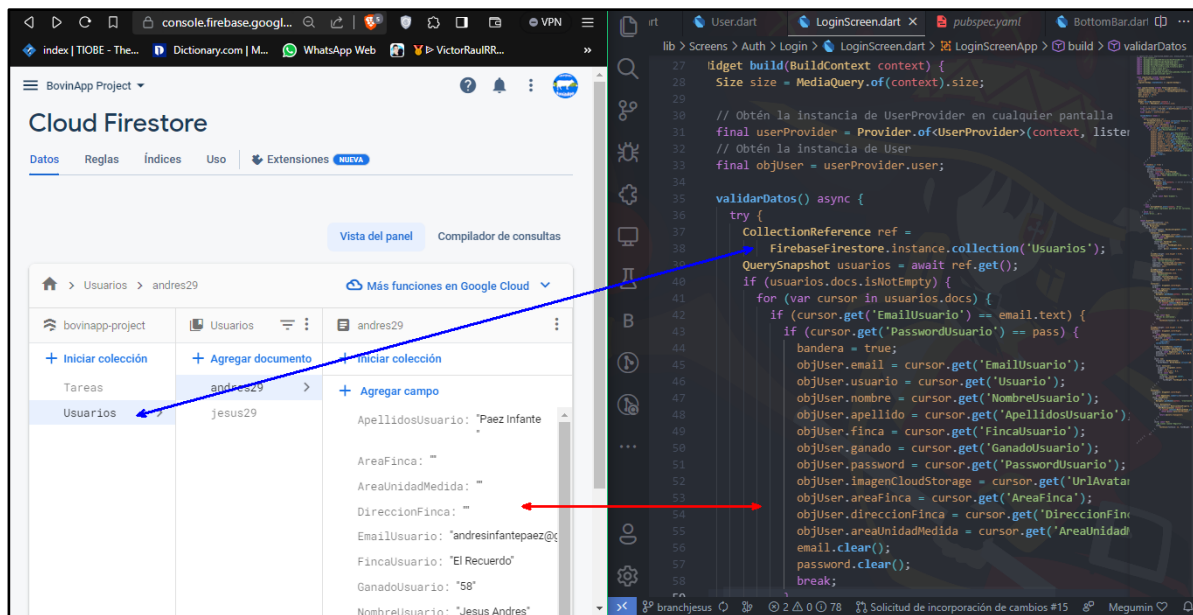 console.firebase.googl...
VPN
index | TIOBE - The...
Dictionary.com | M...
WhatsApp Web
VictorRaulRR...
»
BovinApp Project
Cloud Firestore
Datos
Reglas
Índices
Uso
Extensiones
NUEVA
Vista del panel
Compilador de consultas
> Usuarios > andres29
Más funciones en Google Cloud
bovinapp-project
Usuarios
andres29
+ Iniciar colección
+ Agregar documento
+ Iniciar colección
Tareas
andres29
+ Agregar campo
Usuarios
jesus29
ApellidosUsuario: "Paez Infante
"
AreaFinca: ""
AreaUnidadMedida: ""
DireccionFinca: ""
EmailUsuario: "andresinfantepaez@g
FincaUsuario: "El Recuerdo"
GanadoUsuario: "58"
NombreUsuario: "Jesus Andres"
User.dart
LoginScreen.dart
pubspec.yaml
BottomBar.dart
lib > Screens > Auth > Login > LoginScreen.dart > LoginScreenApp > build > validarDatos
27 idget build(BuildContext context) {
28 Size size = MediaQuery.of(context).size;
29
30 // Obtén la instancia de UserProvider en cualquier pantalla
31 final userProvider = Provider.of<UserProvider>(context, listen
32 // Obtén la instancia de User
33 final objUser = userProvider.user;
34
35 validarDatos() async {
36 try {
37 CollectionReference ref =
38 FirebaseFirestore.instance.collection('Usuarios');
39 QuerySnapshot usuarios = await ref.get();
40 if (usuarios.docs.isNotEmpty) {
41 for (var cursor in usuarios.docs) {
42 if (cursor.get('EmailUsuario') == email.text) {
43 if (cursor.get('PasswordUsuario') == pass) {
44 bandera = true;
45 objUser.email = cursor.get('EmailUsuario');
46 objUser.usuario = cursor.get('Usuario');
47 objUser.nombre = cursor.get('NombreUsuario');
48 objUser.apellido = cursor.get('ApellidosUsuario');
49 objUser.finca = cursor.get('FincaUsuario');
50 objUser.ganado = cursor.get('GanadoUsuario');
51 objUser.password = cursor.get('PasswordUsuario');
52 objUser.imagenCloudStorage = cursor.get('UrlAvatar
53 objUser.areaFinca = cursor.get('AreaFinca');
54 objUser.direccionFinca = cursor.get('DireccionFinc
55 objUser.areaUnidadMedida = cursor.get('AreaUnidadM
56 email.clear();
57 password.clear();
58 break;
59 }
branchjesus
2 0 78
Solicitud de incorporación de cambios #15
Megumin